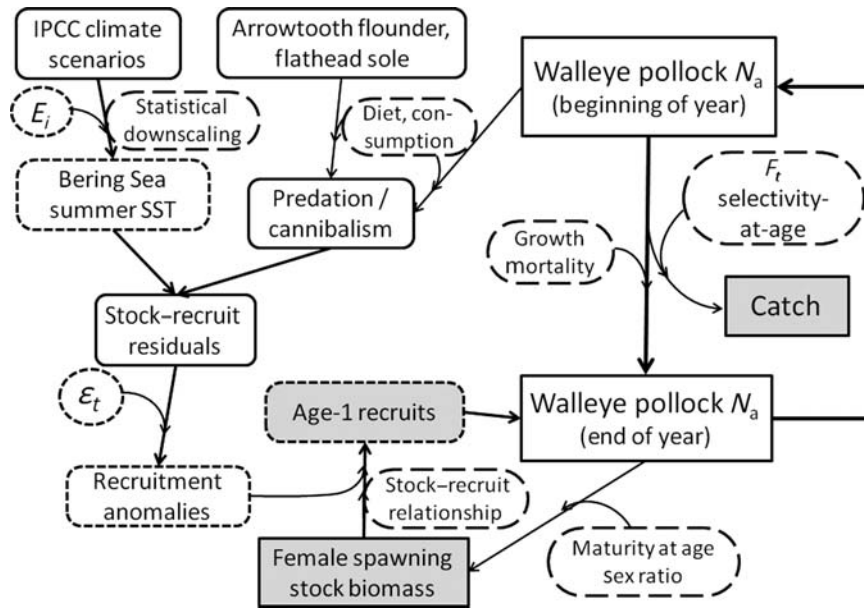 IPCC climate
scenarios
Arrowtooth flounder,
flathead sole
Walleye pollock Na
(beginning of year)
Ei
Statistical
downscaling
Diet, con-
sumption
Ft
selectivity-
at-age
Bering Sea
summer SST
Predation /
cannibalism
Growth
mortality
Catch
Stock–recruit
residuals
εt
Age-1 recruits
Walleye pollock Na
(end of year)
Recruitment
anomalies
Stock–recruit
relationship
Female spawning
stock biomass
Maturity at age
sex ratio